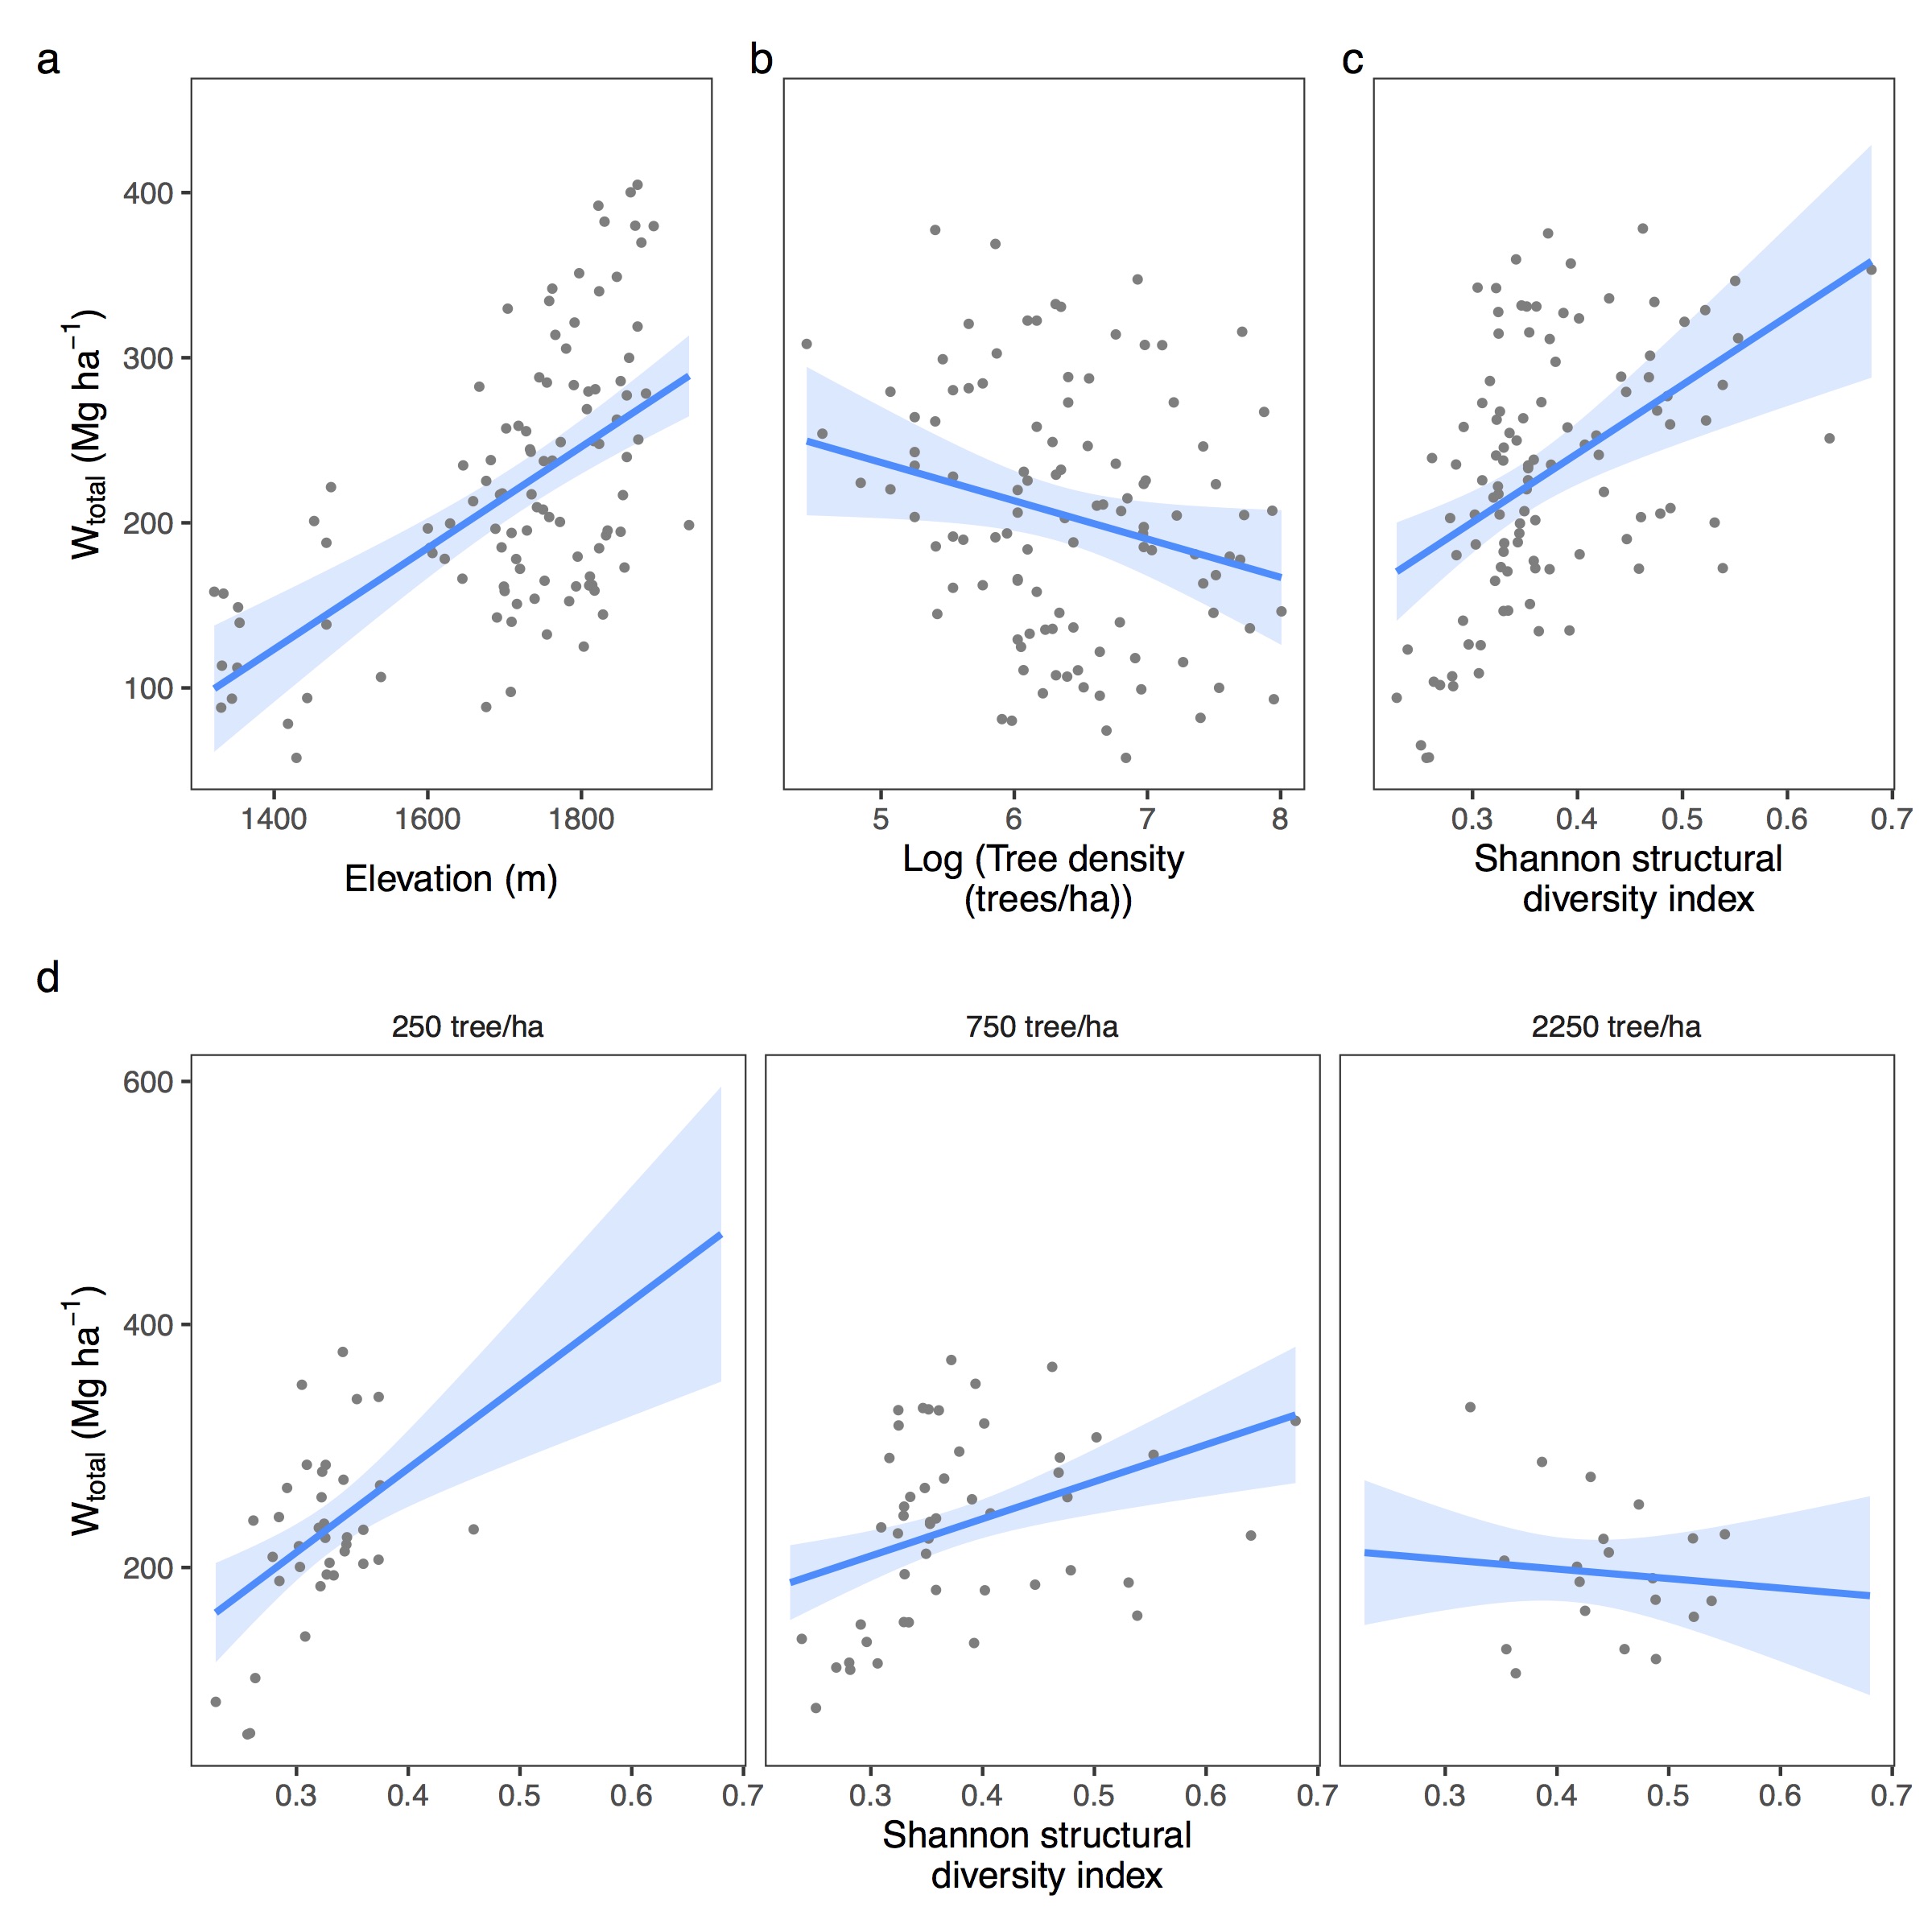 a
b
c
400
300
200
100
W total (Mg ha−1)
1400 1600 1800
5 6 7 8
0.3 0.4 0.5 0.6 0.7
Elevation (m)
Log (Tree density
(trees/ha))
Shannon structural
diversity index
d
250 tree/ha
750 tree/ha
2250 tree/ha
600
400
200
W total (Mg ha−1)
0.3 0.4 0.5 0.6 0.7
0.3 0.4 0.5 0.6 0.7
0.3 0.4 0.5 0.6 0.7
Shannon structural
diversity index